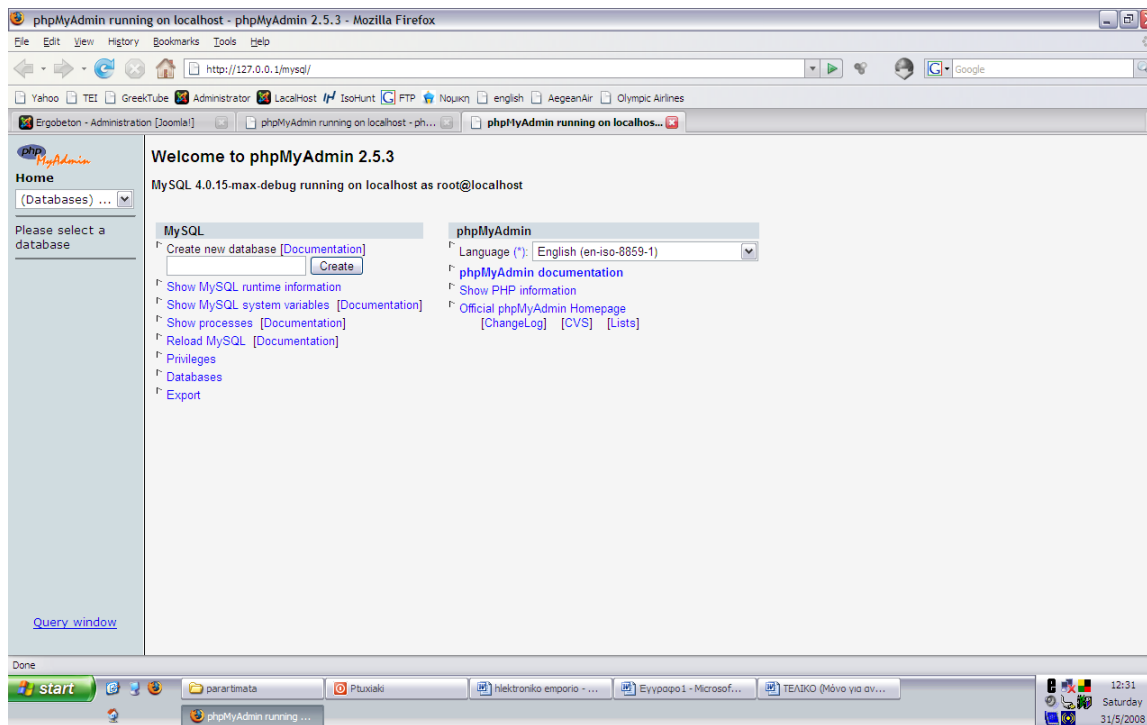 phpMyAdmin running on localhost - phpMyAdmin 2.5.3 - Mozilla Firefox
File Edit View History Bookmarks Tools Help
http://127.0.0.1/mysql/
Google
Yahoo TEI GreekTube Administrator LacalHost IsoHunt FTP Νομική english AegeanAir Olympic Airlines
Ergobeton - Administration [Joomla!] phpMyAdmin running on localhost - ph... phpMyAdmin running on localhos...
php
MyAdmin
Home
(Databases) ...
Please select a
database
Query window
Welcome to phpMyAdmin 2.5.3
MySQL 4.0.15-max-debug running on localhost as root@localhost
MySQL
Create new database [Documentation]
Create
Show MySQL runtime information
Show MySQL system variables [Documentation]
Show processes [Documentation]
Reload MySQL [Documentation]
Privileges
Databases
Export
phpMyAdmin
Language (*): English (en-iso-8859-1)
phpMyAdmin documentation
Show PHP information
Official phpMyAdmin Homepage
[ChangeLog] [CVS] [Lists]
Done
start parartimata Ptuxiaki hlektroniko emporio - ... Εγγραφο1 - Microsof... ΤΕΛΙΚΟ (Μόνο για αν... 12:31
Saturday
phpMyAdmin running ... 31/5/2008